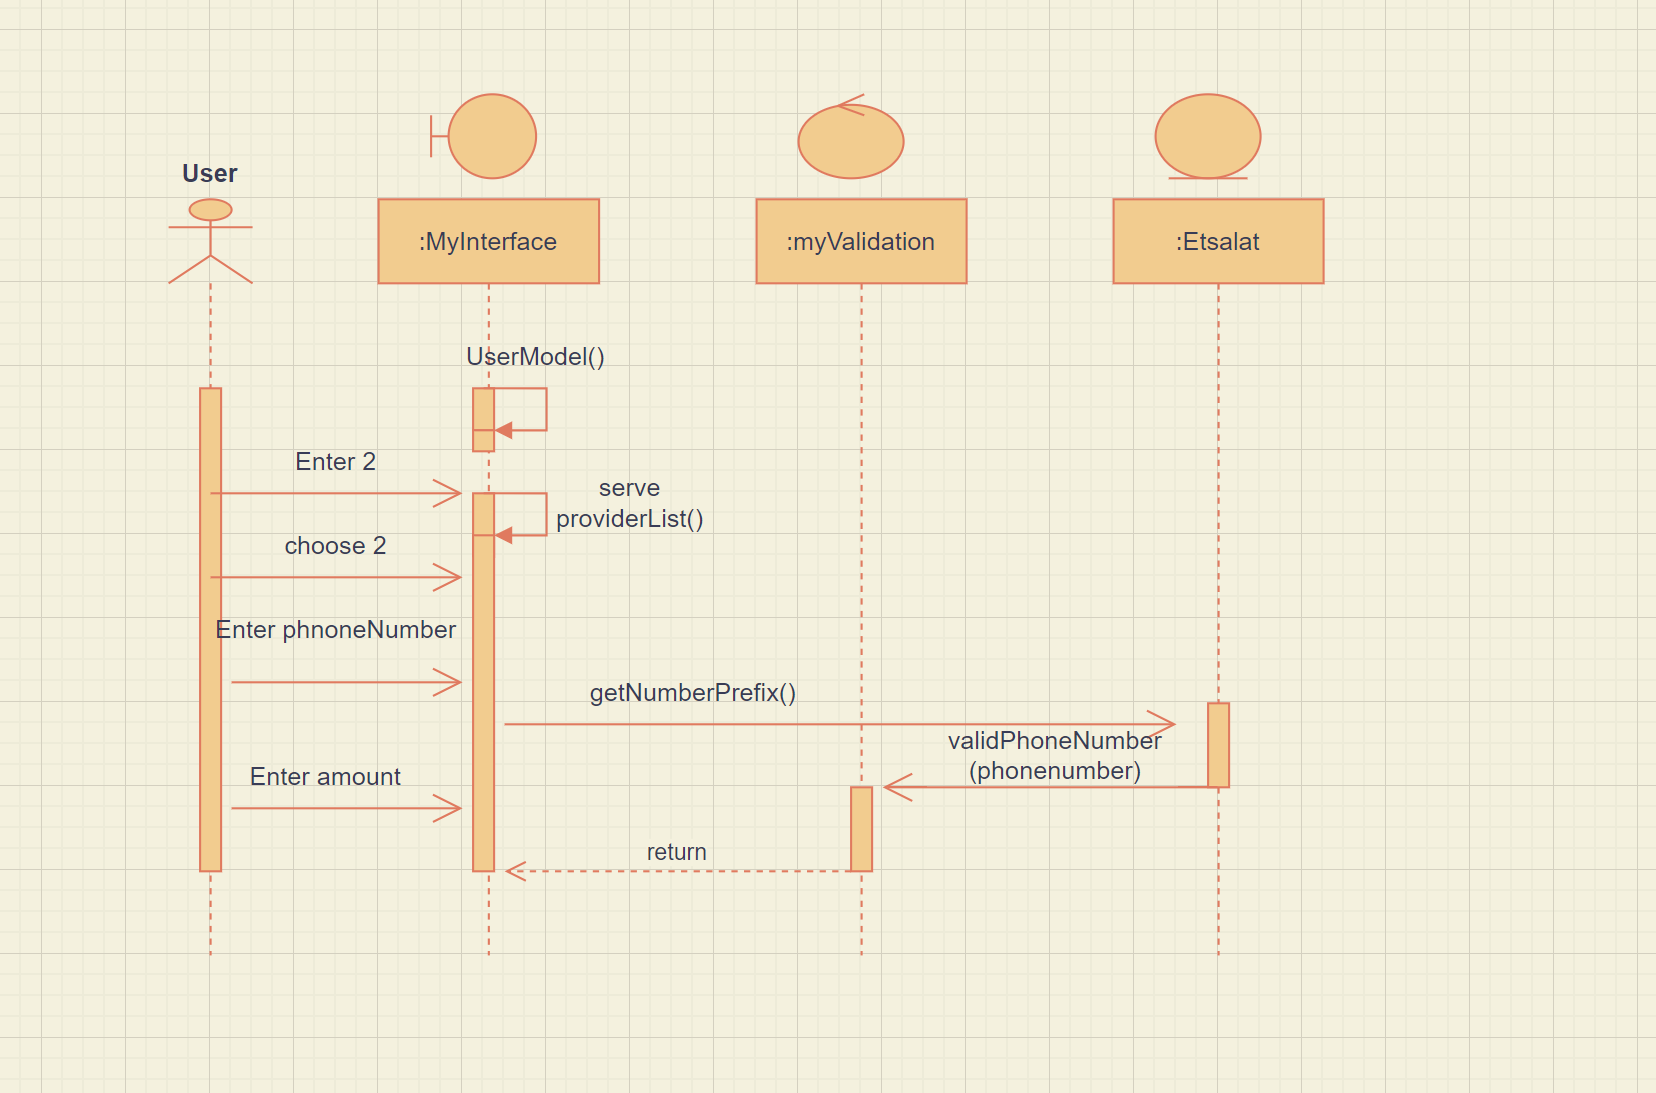 User
:MyInterface
:myValidation
:Etsalat
UserModel()
Enter 2
serve
providerList()
choose 2
Enter phnoneNumber
getNumberPrefix()
validPhoneNumber
(phonenumber)
Enter amount
return